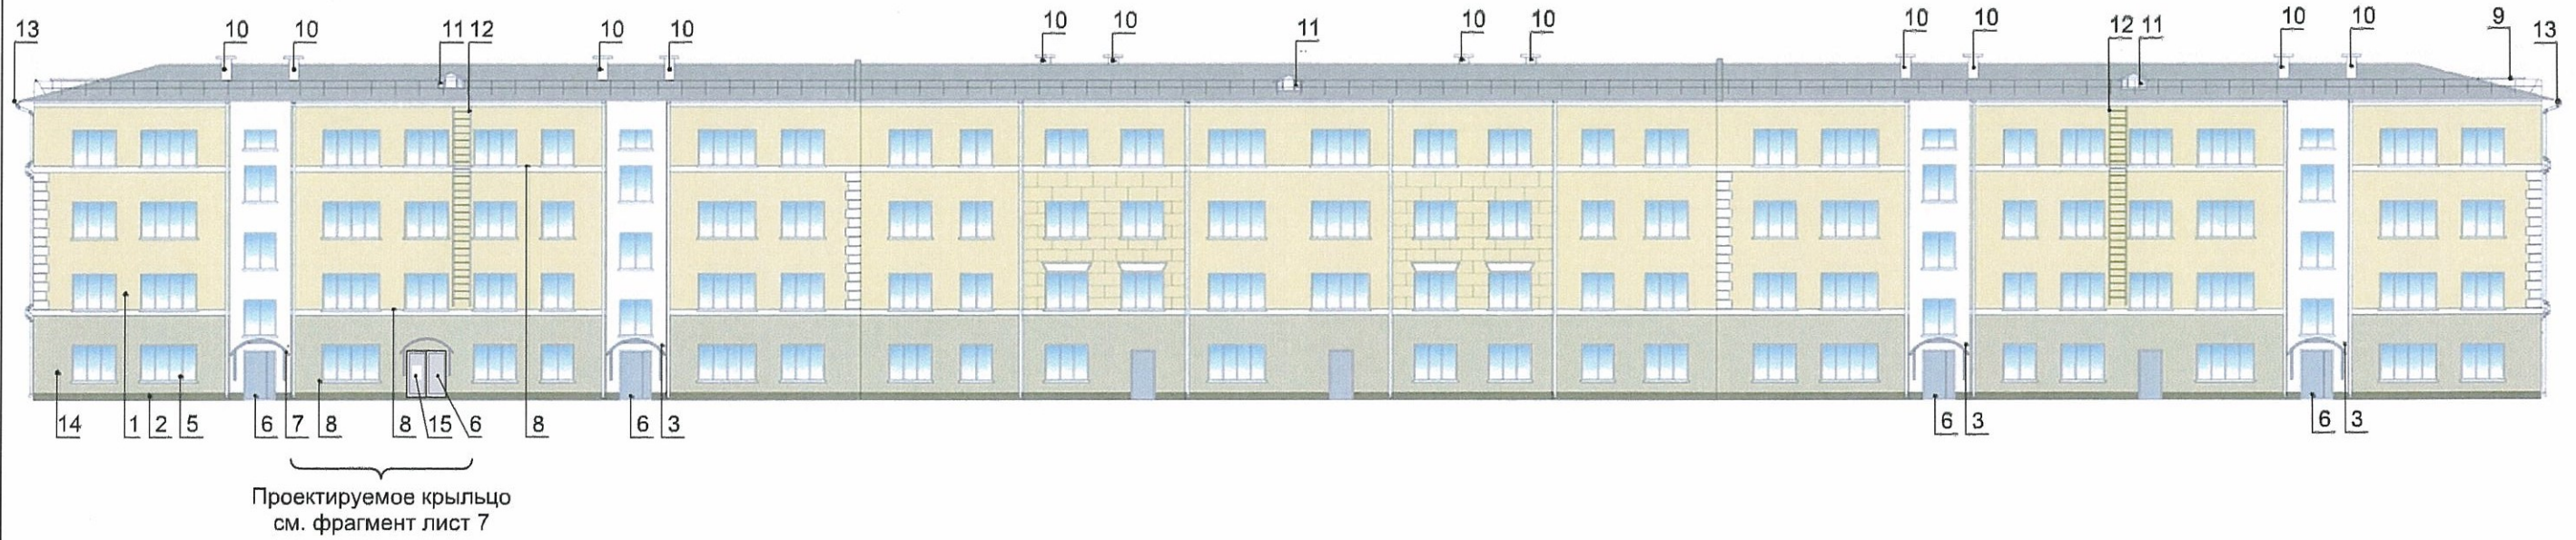 13 10 10 11 12 10 10 10 10 11 10 10 10 10 12 11 10 10 9 13
14 1 2 5 6 7 8 8 15 6 8 6 3 6 3 6 3
Проектируемое крыльцо
см. фрагмент лист 7